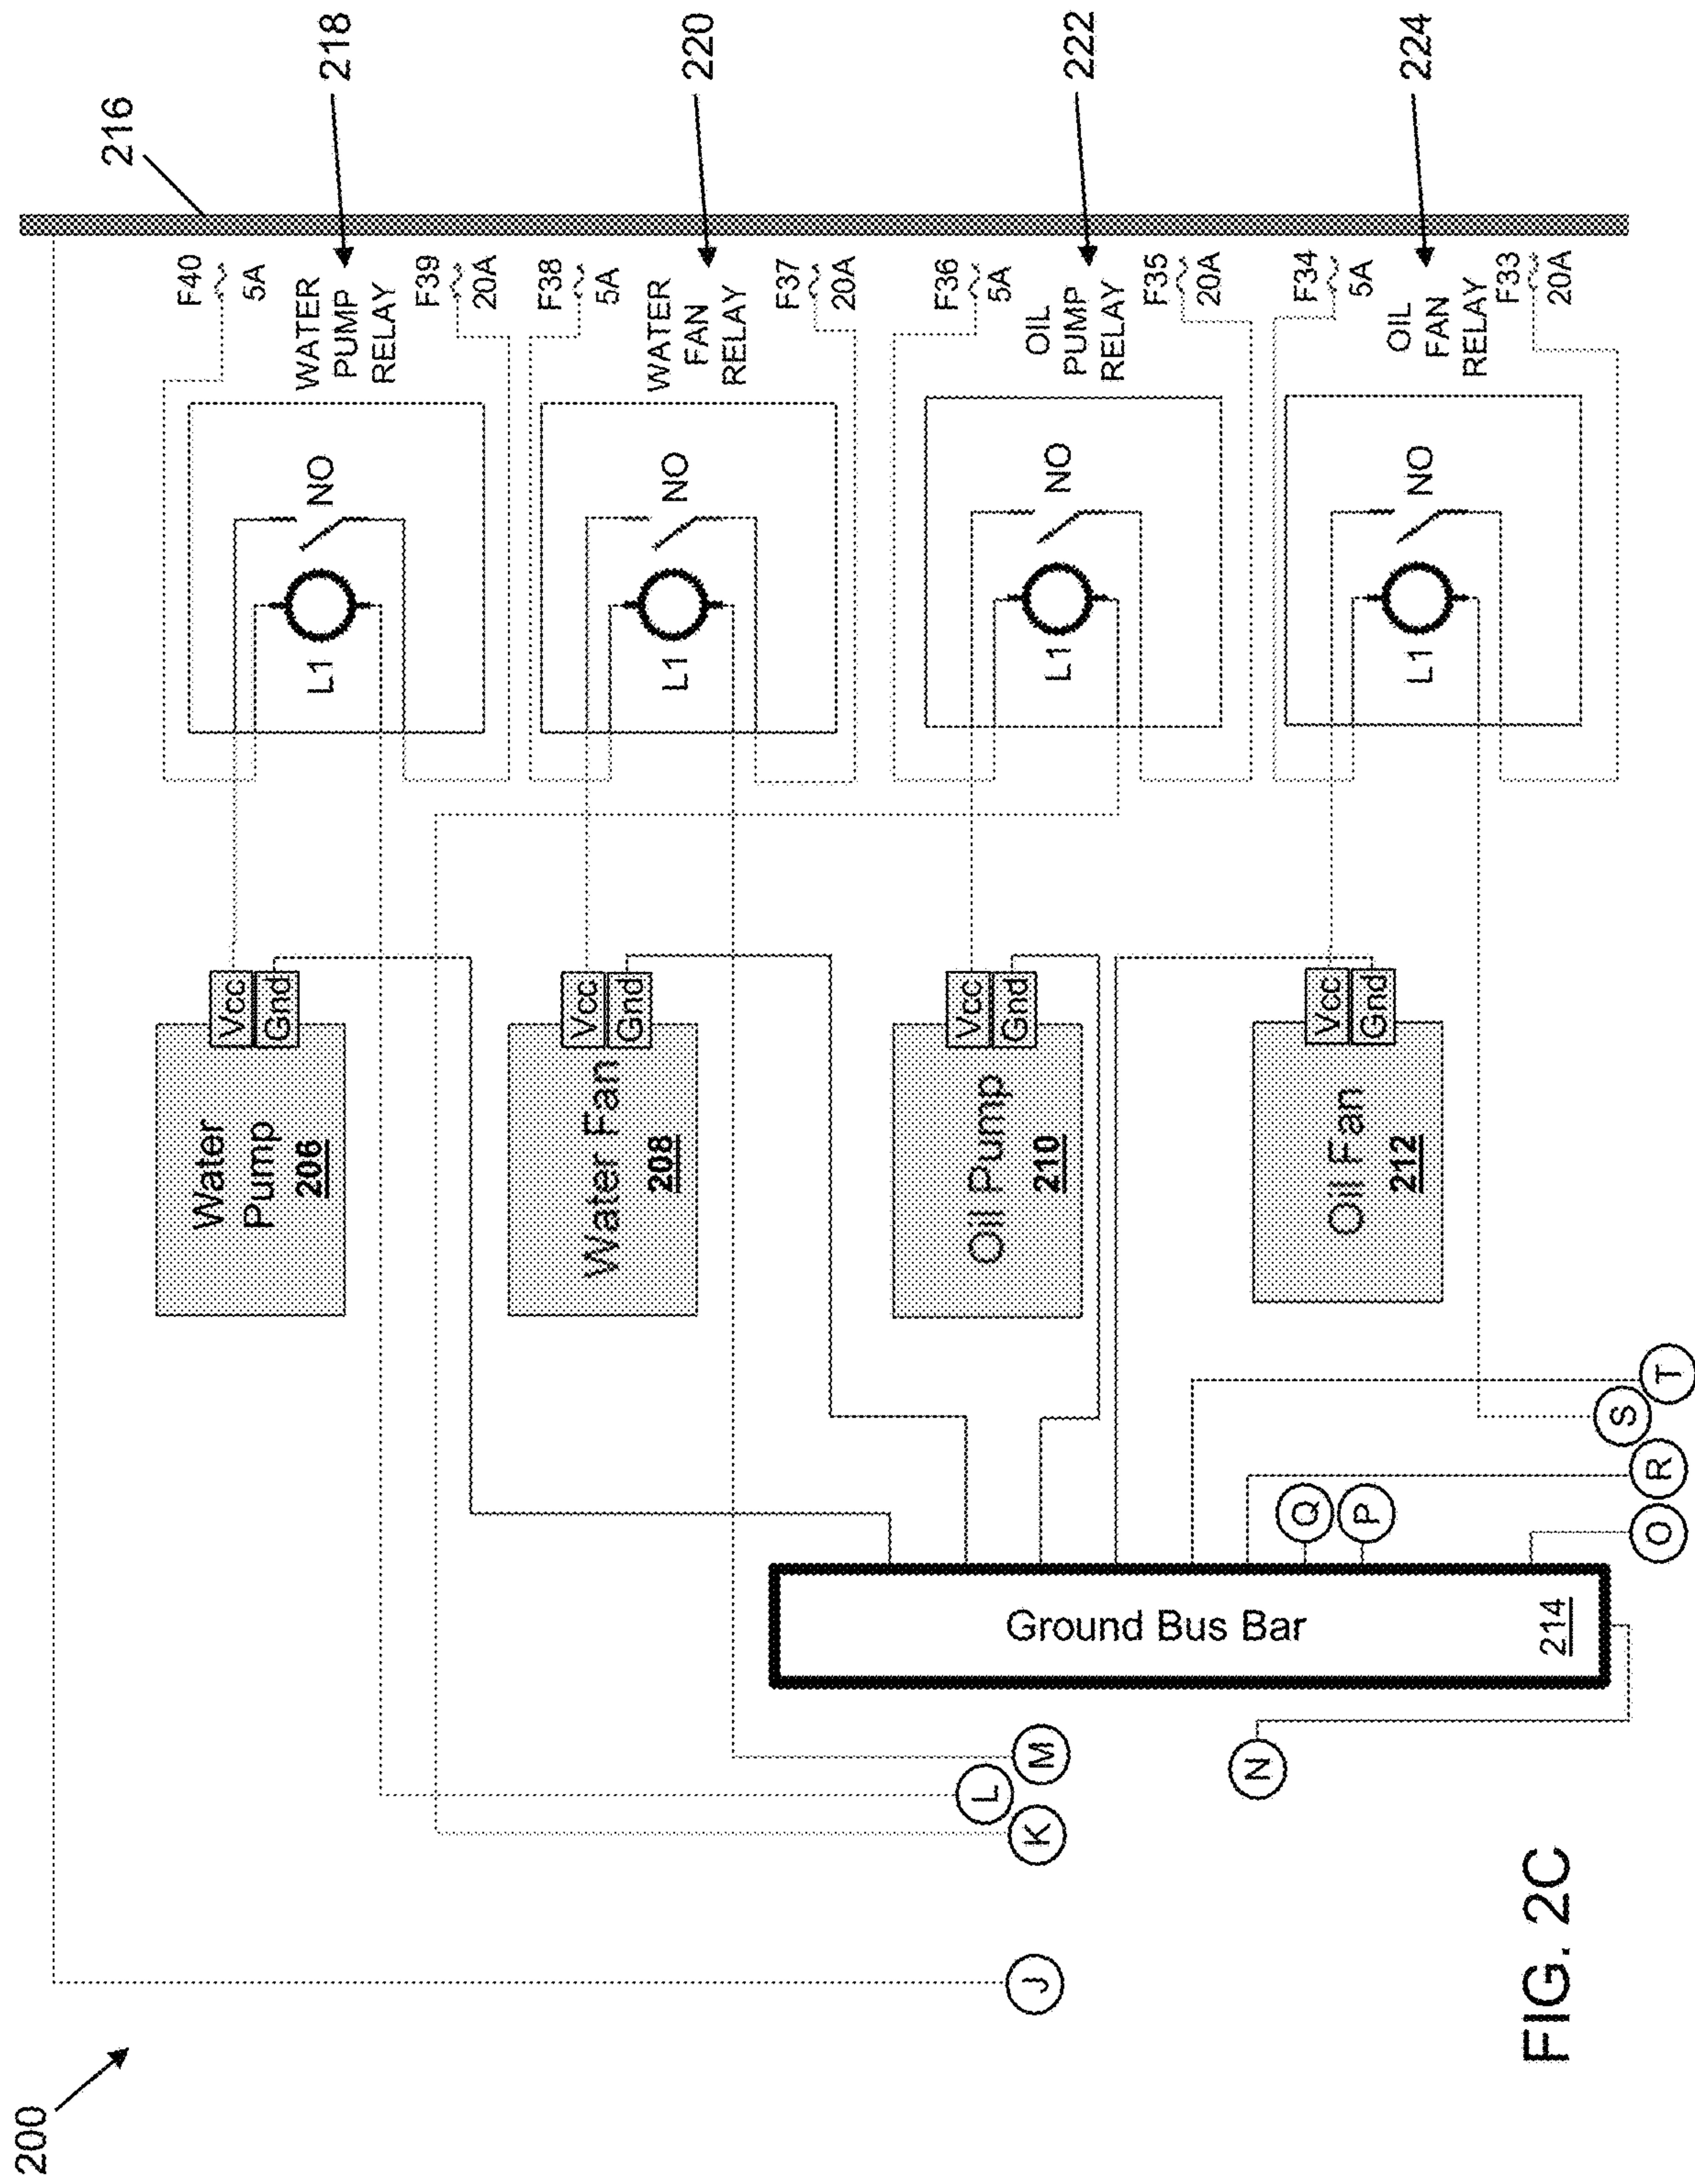 200
216
218
220
222
224
F40
5A
WATER
PUMP
RELAY
F39
20A
F38
5A
WATER
FAN
RELAY
F37
20A
F36
5A
OIL
PUMP
RELAY
F35
20A
F34
5A
OIL
FAN
RELAY
F33
20A
L1
NO
L1
NO
L1
NO
L1
NO
Vcc
Gnd
Water
Pump
206
Vcc
Gnd
Water Fan
208
Vcc
Gnd
Oil Pump
210
Vcc
Gnd
Oil Fan
212
Ground Bus Bar
214
J
K
L
M
N
O
P
Q
R
S
T
FIG. 2C